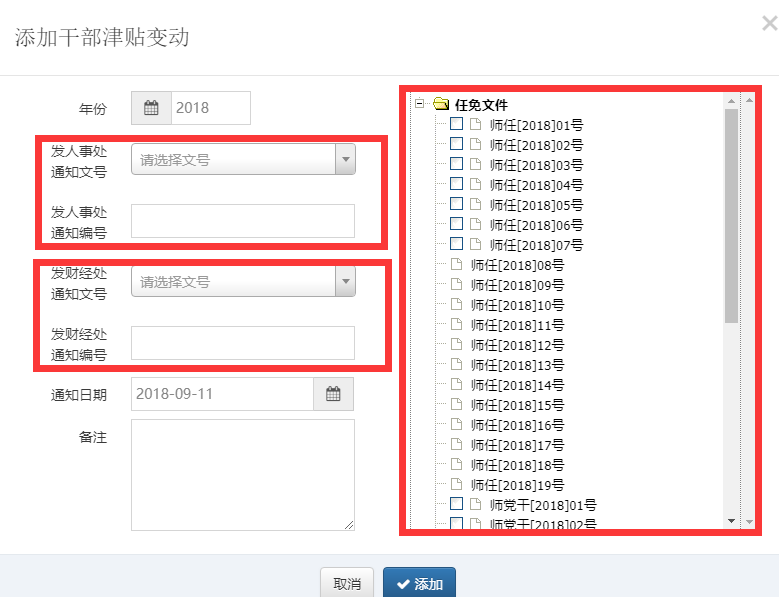 添加干部津贴变动
×
年份
2018
发人事处
通知文号
请选择文号
发人事处
通知编号
发财经处
通知文号
请选择文号
发财经处
通知编号
通知日期
2018-09-11
备注
任免文件
师任[2018]01号
师任[2018]02号
师任[2018]03号
师任[2018]04号
师任[2018]05号
师任[2018]06号
师任[2018]07号
师任[2018]08号
师任[2018]09号
师任[2018]10号
师任[2018]11号
师任[2018]12号
师任[2018]13号
师任[2018]14号
师任[2018]15号
师任[2018]16号
师任[2018]17号
师任[2018]18号
师任[2018]19号
师党干[2018]01号
师党干[2018]02号
取消
添加